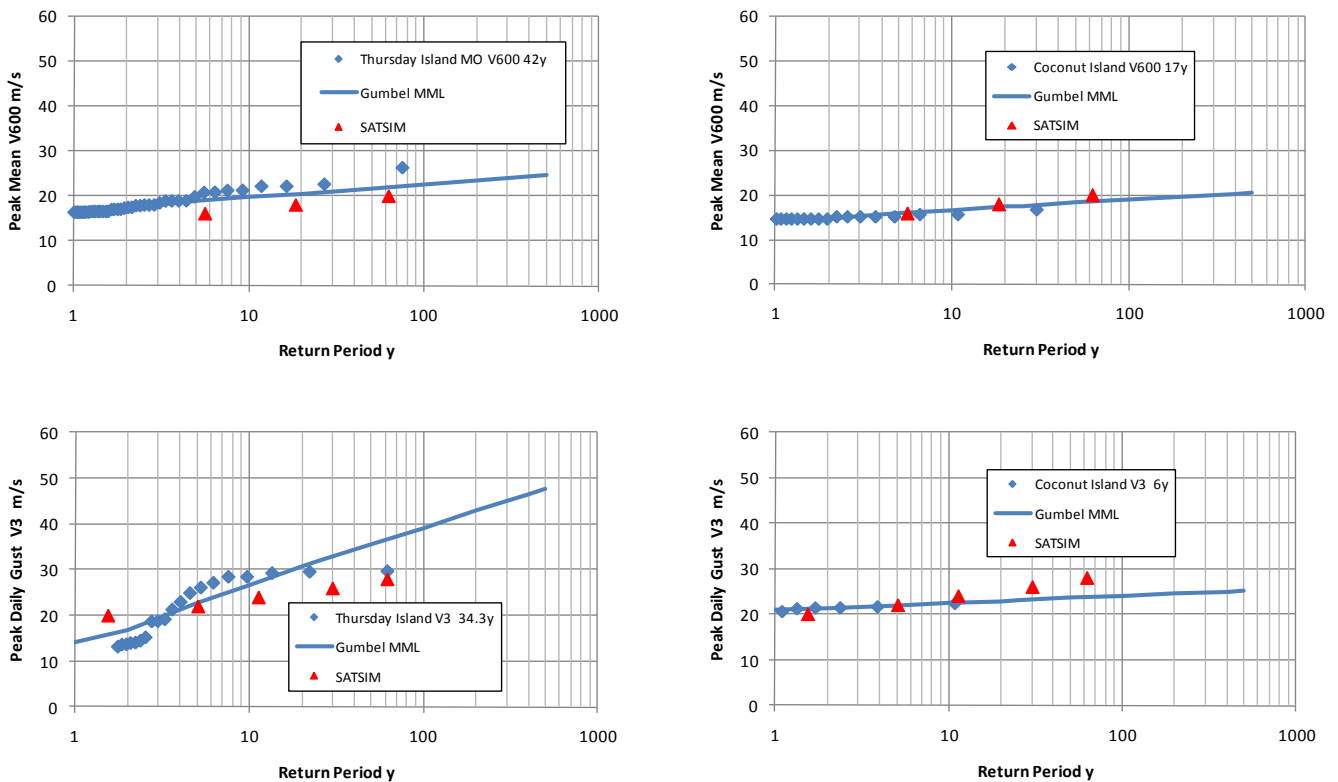 Peak Mean V600 m/s
60
50
40
30
20
10
0
Thursday Island MO V600 42y
Gumbel MML
SATSIM
1 10 100 1000
Return Period y
Peak Mean V600 m/s
60
50
40
30
20
10
0
Coconut Island V600 17y
Gumbel MML
SATSIM
1 10 100 1000
Return Period y
Peak Daily Gust V3 m/s
60
50
40
30
20
10
0
Thursday Island V3 34.3y
Gumbel MML
SATSIM
1 10 100 1000
Return Period y
Peak Daily Gust V3 m/s
60
50
40
30
20
10
0
Coconut Island V3 6y
Gumbel MML
SATSIM
1 10 100 1000
Return Period y